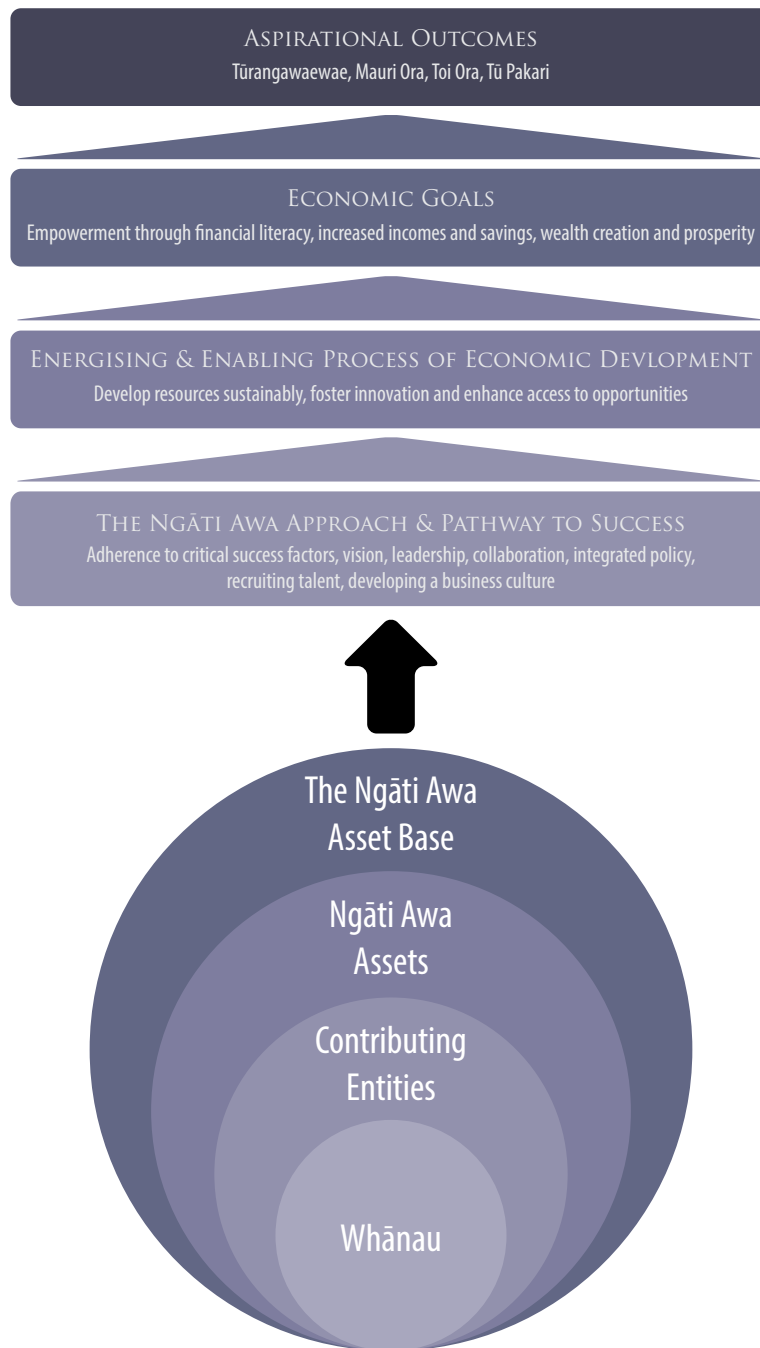 Aspirational Outcomes
Tūrangawaewae, Mauri Ora, Toi Ora, Tū Pakari
Economic Goals
Empowerment through financial literacy, increased incomes and savings, wealth creation and prosperity
Energising & Enabling Process of Economic Devlopment
Develop resources sustainably, foster innovation and enhance access to opportunities
The Ngāti Awa Approach & Pathway to Success
Adherence to critical success factors, vision, leadership, collaboration, integrated policy,
recruiting talent, developing a business culture
The Ngāti Awa
Asset Base
Ngāti Awa
Assets
Contributing
Entities
Whānau